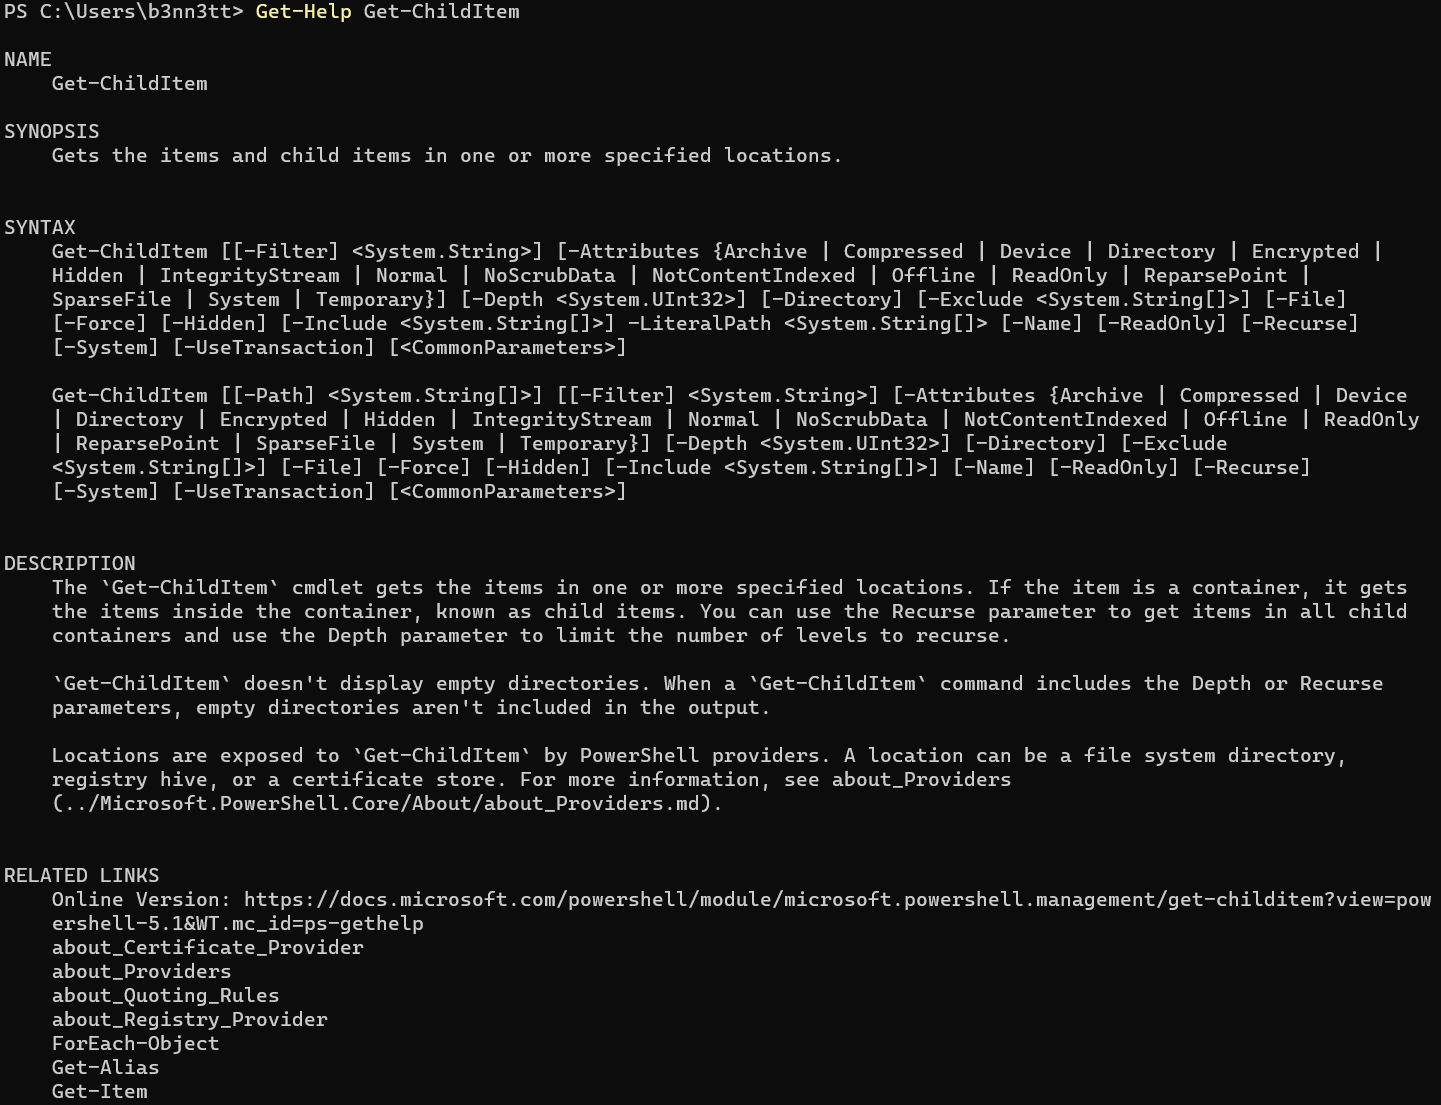 PS C:\Users\b3nn3tt> Get-Help Get-ChildItem
NAME
Get-ChildItem
SYNOPSIS
Gets the items and child items in one or more specified locations.
SYNTAX
Get-ChildItem [[-Filter] <System.String>] [-Attributes {Archive | Compressed | Device | Directory | Encrypted |
Hidden | IntegrityStream | Normal | NoScrubData | NotContentIndexed | Offline | ReadOnly | ReparsePoint |
SparseFile | System | Temporary}] [-Depth <System.UInt32>] [-Directory] [-Exclude <System.String[]>] [-File]
[-Force] [-Hidden] [-Include <System.String[]>] -LiteralPath <System.String[]> [-Name] [-ReadOnly] [-Recurse]
[-System] [-UseTransaction] [<CommonParameters>]
Get-ChildItem [[-Path] <System.String[]>] [[-Filter] <System.String>] [-Attributes {Archive | Compressed | Device
| Directory | Encrypted | Hidden | IntegrityStream | Normal | NoScrubData | NotContentIndexed | Offline | ReadOnly
| ReparsePoint | SparseFile | System | Temporary}] [-Depth <System.UInt32>] [-Directory] [-Exclude
<System.String[]>] [-File] [-Force] [-Hidden] [-Include <System.String[]>] [-Name] [-ReadOnly] [-Recurse]
[-System] [-UseTransaction] [<CommonParameters>]
DESCRIPTION
The `Get-ChildItem` cmdlet gets the items in one or more specified locations. If the item is a container, it gets
the items inside the container, known as child items. You can use the Recurse parameter to get items in all child
containers and use the Depth parameter to limit the number of levels to recurse.
`Get-ChildItem` doesn't display empty directories. When a `Get-ChildItem` command includes the Depth or Recurse
parameters, empty directories aren't included in the output.
Locations are exposed to `Get-ChildItem` by PowerShell providers. A location can be a file system directory,
registry hive, or a certificate store. For more information, see about_Providers
(../Microsoft.PowerShell.Core/About/about_Providers.md).
RELATED LINKS
Online Version: https://docs.microsoft.com/powershell/module/microsoft.powershell.management/get-childitem?view=pow
ershell-5.1&WT.mc_id=ps-gethelp
about_Certificate_Provider
about_Providers
about_Quoting_Rules
about_Registry_Provider
ForEach-Object
Get-Alias
Get-Item